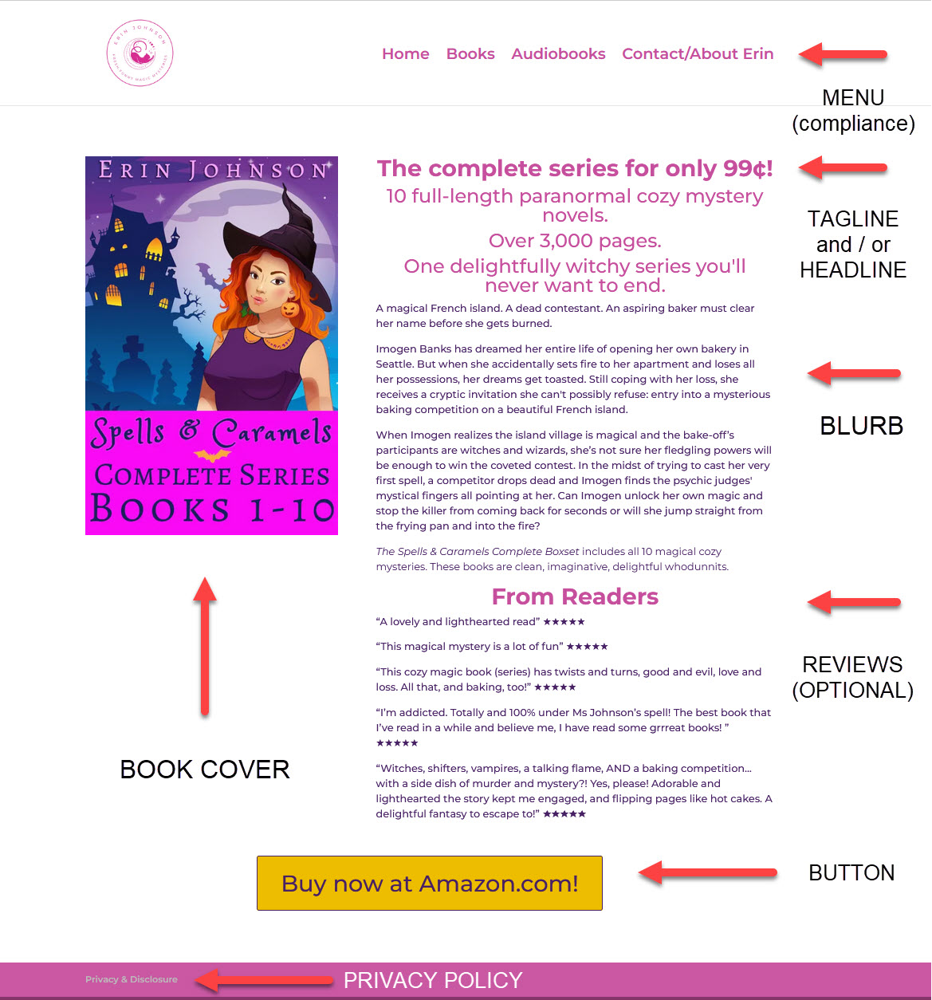 ERIN JOHNSON
FRESH, FUNNY MAGIC MYSTERIES
Home Books Audiobooks Contact/About Erin
MENU
(compliance)
ERIN JOHNSON
Spells & Caramels
COMPLETE SERIES
BOOKS 1-10
BOOK COVER
The complete series for only 99¢!
10 full-length paranormal cozy mystery
novels.
Over 3,000 pages.
One delightfully witchy series you'll
never want to end.
TAGLINE
and / or
HEADLINE
A magical French island. A dead contestant. An aspiring baker must clear
her name before she gets burned.
Imogen Banks has dreamed her entire life of opening her own bakery in
Seattle. But when she accidentally sets fire to her apartment and loses all
her possessions, her dreams get toasted. Still coping with her loss, she
receives a cryptic invitation she can't possibly refuse: entry into a mysterious
baking competition on a beautiful French island.
BLURB
When Imogen realizes the island village is magical and the bake-off’s
participants are witches and wizards, she’s not sure her fledgling powers will
be enough to win the coveted contest. In the midst of trying to cast her very
first spell, a competitor drops dead and Imogen finds the psychic judges'
mystical fingers all pointing at her. Can Imogen unlock her own magic and
stop the killer from coming back for seconds or will she jump straight from
the frying pan and into the fire?
The Spells & Caramels Complete Boxset includes all 10 magical cozy
mysteries. These books are clean, imaginative, delightful whodunnits.
From Readers
“A lovely and lighthearted read” ★★★★★
“This magical mystery is a lot of fun” ★★★★★
“This cozy magic book (series) has twists and turns, good and evil, love and
loss. All that, and baking, too!” ★★★★★
REVIEWS
(OPTIONAL)
“I’m addicted. Totally and 100% under Ms Johnson’s spell! The best book that
I’ve read in a while and believe me, I have read some grrreat books! ”
★★★★★
“Witches, shifters, vampires, a talking flame, AND a baking competition...
with a side dish of murder and mystery?! Yes, please! Adorable and
lighthearted the story kept me engaged, and flipping pages like hot cakes. A
delightful fantasy to escape to!” ★★★★★
Buy now at Amazon.com!
BUTTON
Privacy & Disclosure
PRIVACY POLICY